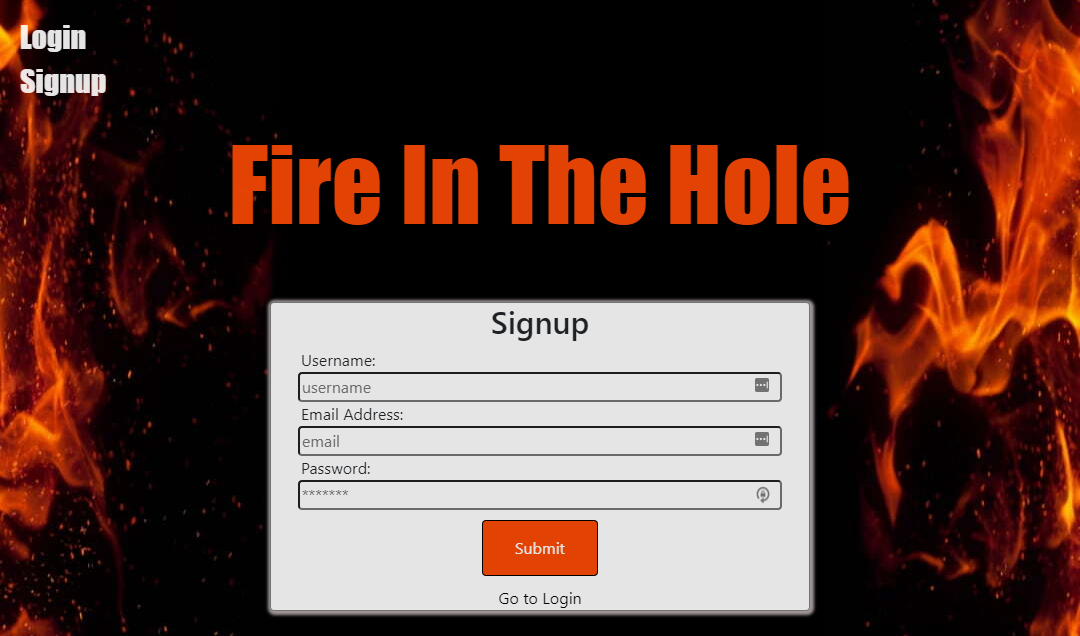 Login
Signup
Fire In The Hole
Signup
Username:
username
Email Address:
email
Password:
*******
Submit
Go to Login